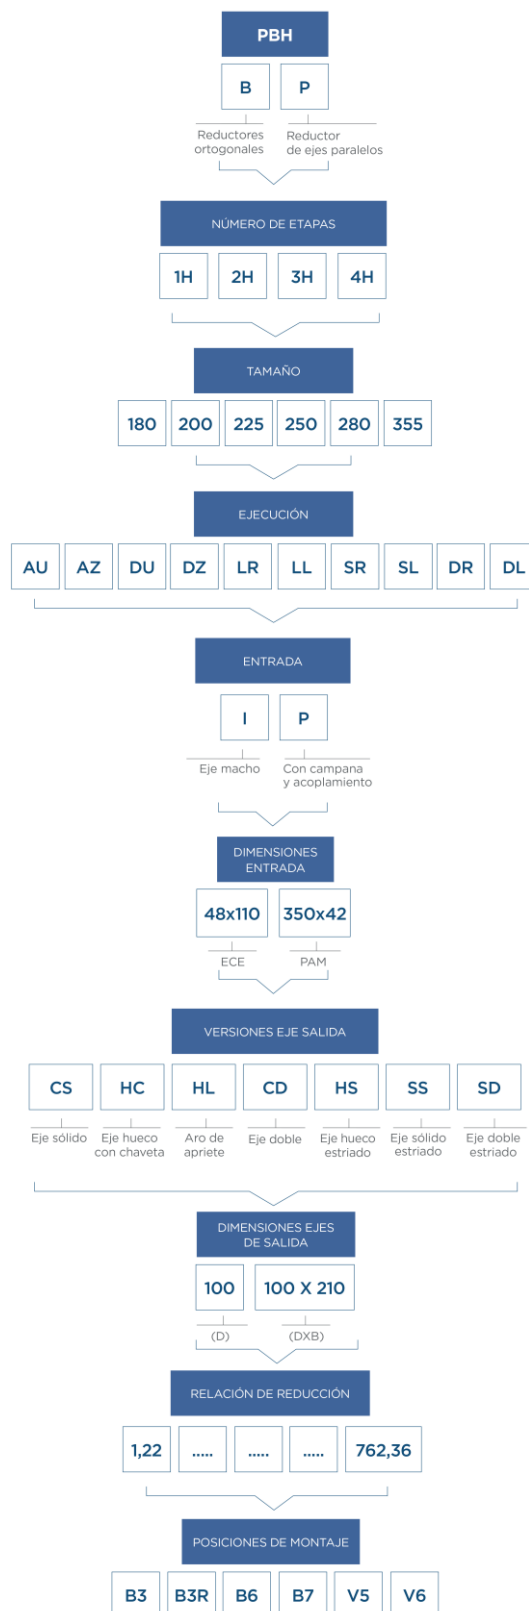 PBH
B P
Reductores Reductor
ortogonales de ejes paralelos
NÚMERO DE ETAPAS
1H 2H 3H 4H
TAMAÑO
180 200 225 250 280 355
EJECUCIÓN
AU AZ DU DZ LR LL SR SL DR DL
ENTRADA
I P
Eje macho Con campana
y acoplamiento
DIMENSIONES
ENTRADA
48x110 350x42
ECE PAM
VERSIONES EJE SALIDA
CS HC HL CD HS SS SD
Eje sólido Eje hueco Aro de Eje doble Eje hueco Eje sólido Eje doble
con chaveta apriete estriado estriado estriado
DIMENSIONES EJES
DE SALIDA
100 100 X 210
(D) (DXB)
RELACIÓN DE REDUCCIÓN
1,22 ..... ..... ..... 762,36
POSICIONES DE MONTAJE
B3 B3R B6 B7 V5 V6